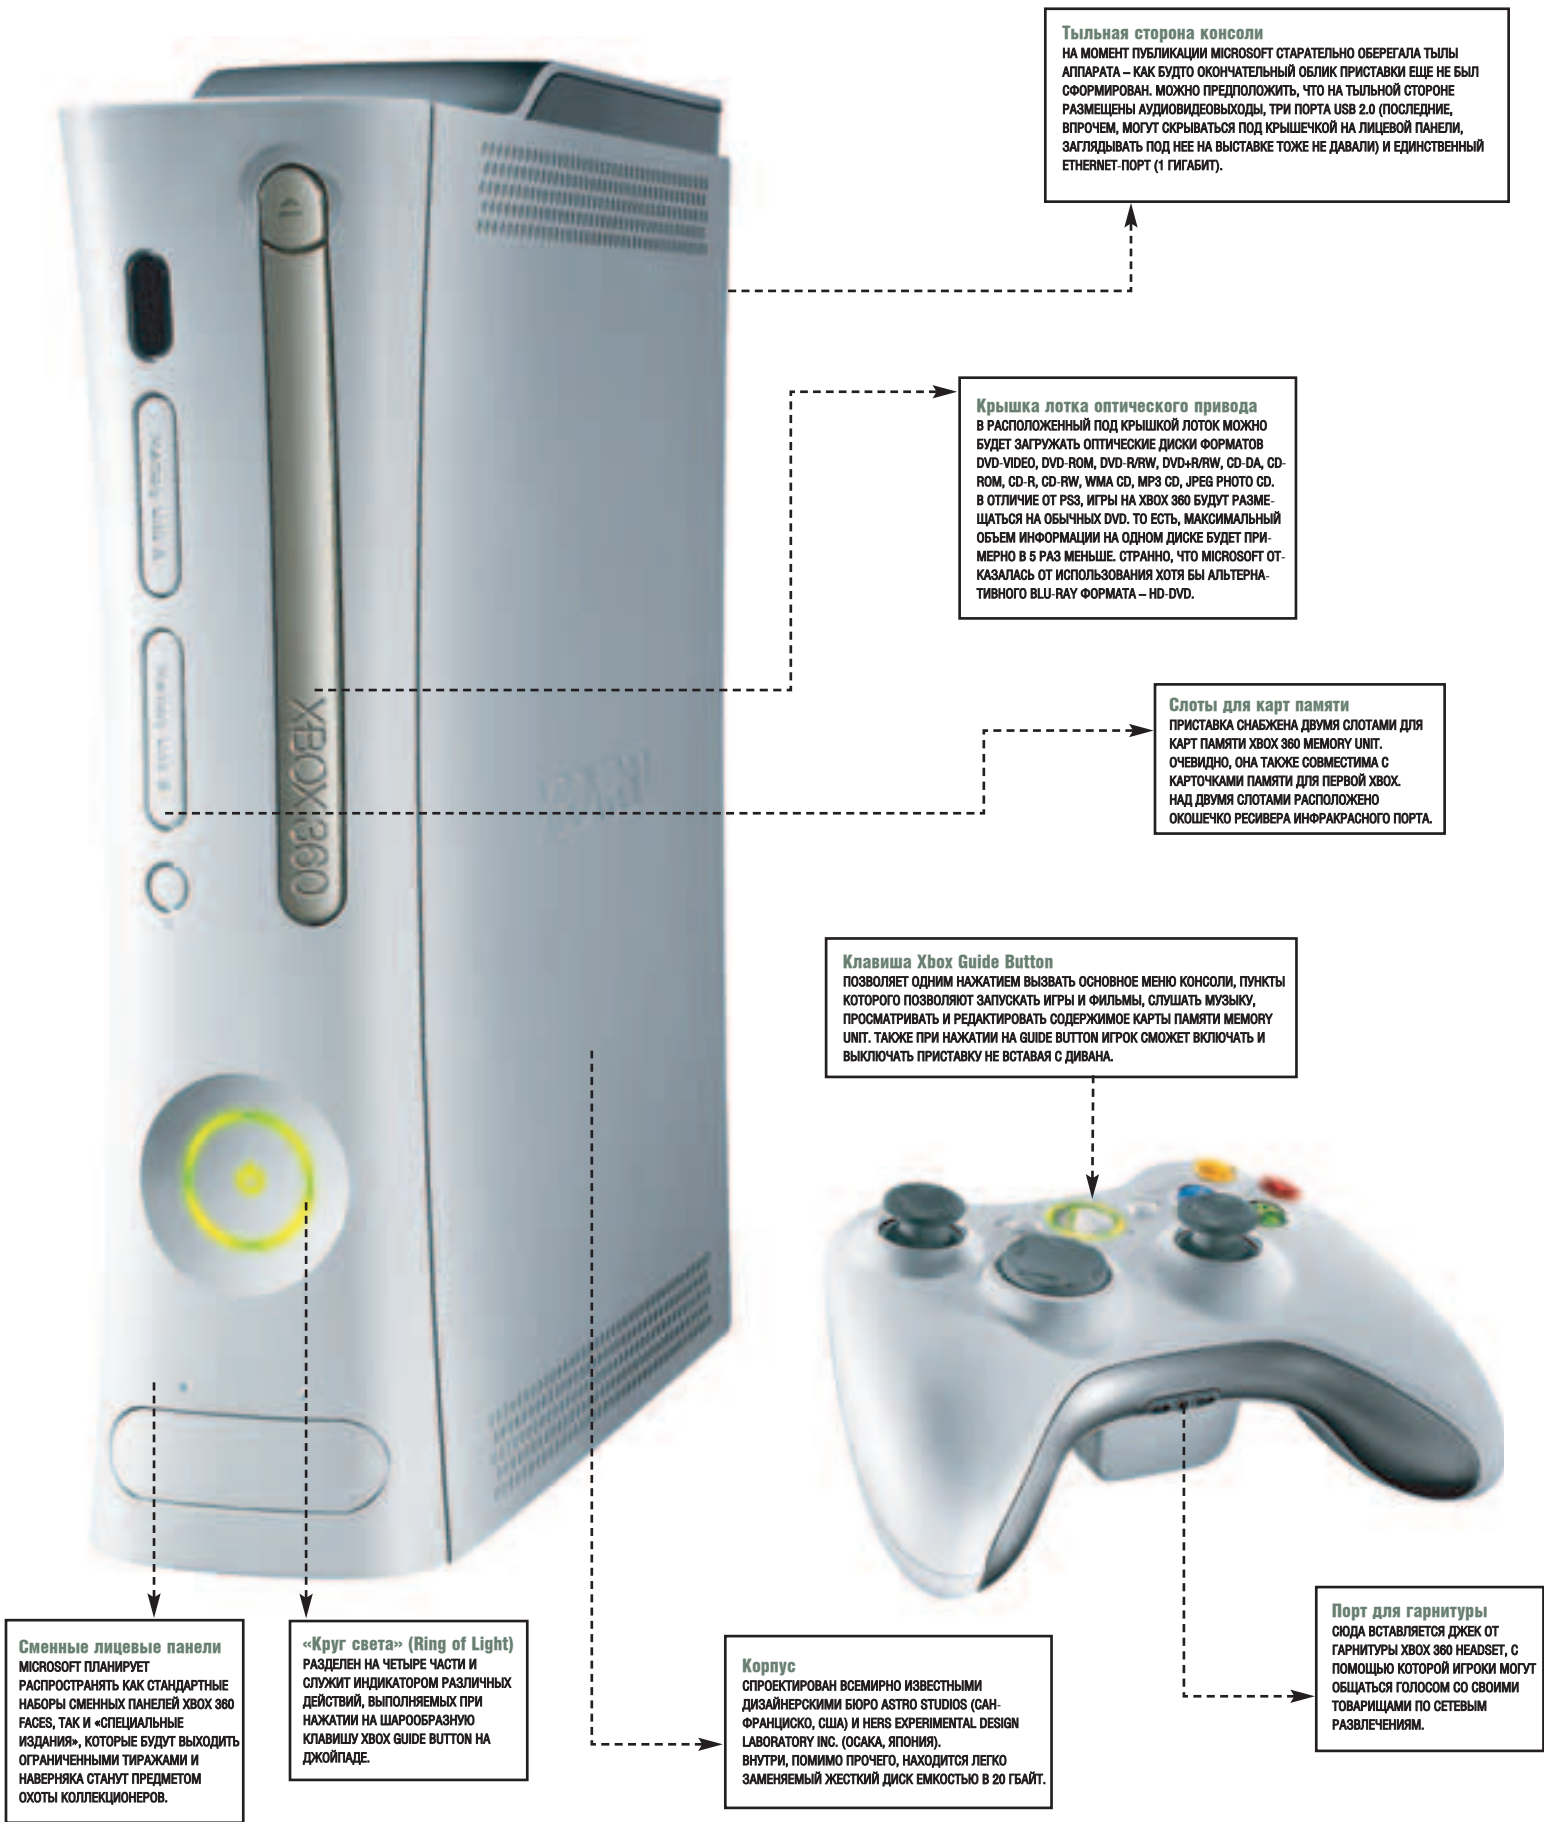 Тыльная сторона консоли
НА МОМЕНТ ПУБЛИКАЦИИ MICROSOFT СТАРАТЕЛЬНО ОБЕРЕГАЛА ТЫЛЫ
АППАРАТА – КАК БУДТО ОКОНЧАТЕЛЬНЫЙ ОБЛИК ПРИСТАВКИ ЕЩЕ НЕ БЫЛ
СФОРМИРОВАН. МОЖНО ПРЕДПОЛОЖИТЬ, ЧТО НА ТЫЛЬНОЙ СТОРОНЕ
РАЗМЕЩЕНЫ АУДИОВИДЕОВЫХОДЫ, ТРИ ПОРТА USB 2.0 (ПОСЛЕДНИЕ,
ВПРОЧЕМ, МОГУТ СКРЫВАТЬСЯ ПОД КРЫШЕЧКОЙ НА ЛИЦЕВОЙ ПАНЕЛИ,
ЗАГЛЯДЫВАТЬ ПОД НЕЕ НА ВЫСТАВКЕ ТОЖЕ НЕ ДАВАЛИ) И ЕДИНСТВЕННЫЙ
ETHERNET-ПОРТ (1 ГИГАБИТ).
Крышка лотка оптического привода
В РАСПОЛОЖЕННЫЙ ПОД КРЫШКОЙ ЛОТОК МОЖНО
БУДЕТ ЗАГРУЖАТЬ ОПТИЧЕСКИЕ ДИСКИ ФОРМАТОВ
DVD-VIDEO, DVD-ROM, DVD-R/RW, DVD+R/RW, CD-DA, CD-
ROM, CD-R, CD-RW, WMA CD, MP3 CD, JPEG PHOTO CD.
В ОТЛИЧИЕ ОТ PS3, ИГРЫ НА XBOX 360 БУДУТ РАЗМЕ-
ЩАТЬСЯ НА ОБЫЧНЫХ DVD. ТО ЕСТЬ, МАКСИМАЛЬНЫЙ
ОБЪЕМ ИНФОРМАЦИИ НА ОДНОМ ДИСКЕ БУДЕТ ПРИ-
МЕРНО В 5 РАЗ МЕНЬШЕ. СТРАННО, ЧТО MICROSOFT ОТ-
КАЗАЛАСЬ ОТ ИСПОЛЬЗОВАНИЯ ХОТЯ БЫ АЛЬТЕРНА-
ТИВНОГО BLU-RAY ФОРМАТА – HD-DVD.
Слоты для карт памяти
ПРИСТАВКА СНАБЖЕНА ДВУМЯ СЛОТАМИ ДЛЯ
КАРТ ПАМЯТИ XBOX 360 MEMORY UNIT.
ОЧЕВИДНО, ОНА ТАКЖЕ СОВМЕСТИМА С
КАРТОЧКАМИ ПАМЯТИ ДЛЯ ПЕРВОЙ XBOX.
НАД ДВУМЯ СЛОТАМИ РАСПОЛОЖЕНО
ОКОШЕЧКО РЕСИВЕРА ИНФРАКРАСНОГО ПОРТА.
XBOX 360
Клавиша Xbox Guide Button
ПОЗВОЛЯЕТ ОДНИМ НАЖАТИЕМ ВЫЗВАТЬ ОСНОВНОЕ МЕНЮ КОНСОЛИ, ПУНКТЫ
КОТОРОГО ПОЗВОЛЯЮТ ЗАПУСКАТЬ ИГРЫ И ФИЛЬМЫ, СЛУШАТЬ МУЗЫКУ,
ПРОСМАТРИВАТЬ И РЕДАКТИРОВАТЬ СОДЕРЖИМОЕ КАРТЫ ПАМЯТИ MEMORY
UNIT. ТАКЖЕ ПРИ НАЖАТИИ НА GUIDE BUTTON ИГРОК СМОЖЕТ ВКЛЮЧАТЬ И
ВЫКЛЮЧАТЬ ПРИСТАВКУ НЕ ВСТАВАЯ С ДИВАНА.
Сменные лицевые панели
MICROSOFT ПЛАНИРУЕТ
РАСПРОСТРАНЯТЬ КАК СТАНДАРТНЫЕ
НАБОРЫ СМЕННЫХ ПАНЕЛЕЙ XBOX 360
FACES, ТАК И «СПЕЦИАЛЬНЫЕ
ИЗДАНИЯ», КОТОРЫЕ БУДУТ ВЫХОДИТЬ
ОГРАНИЧЕННЫМИ ТИРАЖАМИ И
НАВЕРНЯКА СТАНУТ ПРЕДМЕТОМ
ОХОТЫ КОЛЛЕКЦИОНЕРОВ.
«Круг света» (Ring of Light)
РАЗДЕЛЕН НА ЧЕТЫРЕ ЧАСТИ И
СЛУЖИТ ИНДИКАТОРОМ РАЗЛИЧНЫХ
ДЕЙСТВИЙ, ВЫПОЛНЯЕМЫХ ПРИ
НАЖАТИИ НА ШАРООБРАЗНУЮ
КЛАВИШУ XBOX GUIDE BUTTON НА
ДЖОЙПАДЕ.
Корпус
СПРОЕКТИРОВАН ВСЕМИРНО ИЗВЕСТНЫМИ
ДИЗАЙНЕРСКИМИ БЮРО ASTRO STUDIOS (САН-
ФРАНЦИСКО, США) И HERS EXPERIMENTAL DESIGN
LABORATORY INC. (ОСАКА, ЯПОНИЯ).
ВНУТРИ, ПОМИМО ПРОЧЕГО, НАХОДИТСЯ ЛЕГКО
ЗАМЕНЯЕМЫЙ ЖЕСТКИЙ ДИСК ЕМКОСТЬЮ В 20 ГБАЙТ.
Порт для гарнитуры
СЮДА ВСТАВЛЯЕТСЯ ДЖЕК ОТ
ГАРНИТУРЫ XBOX 360 HEADSET, С
ПОМОЩЬЮ КОТОРОЙ ИГРОКИ МОГУТ
ОБЩАТЬСЯ ГОЛОСОМ СО СВОИМИ
ТОВАРИЩАМИ ПО СЕТЕВЫМ
РАЗВЛЕЧЕНИЯМ.